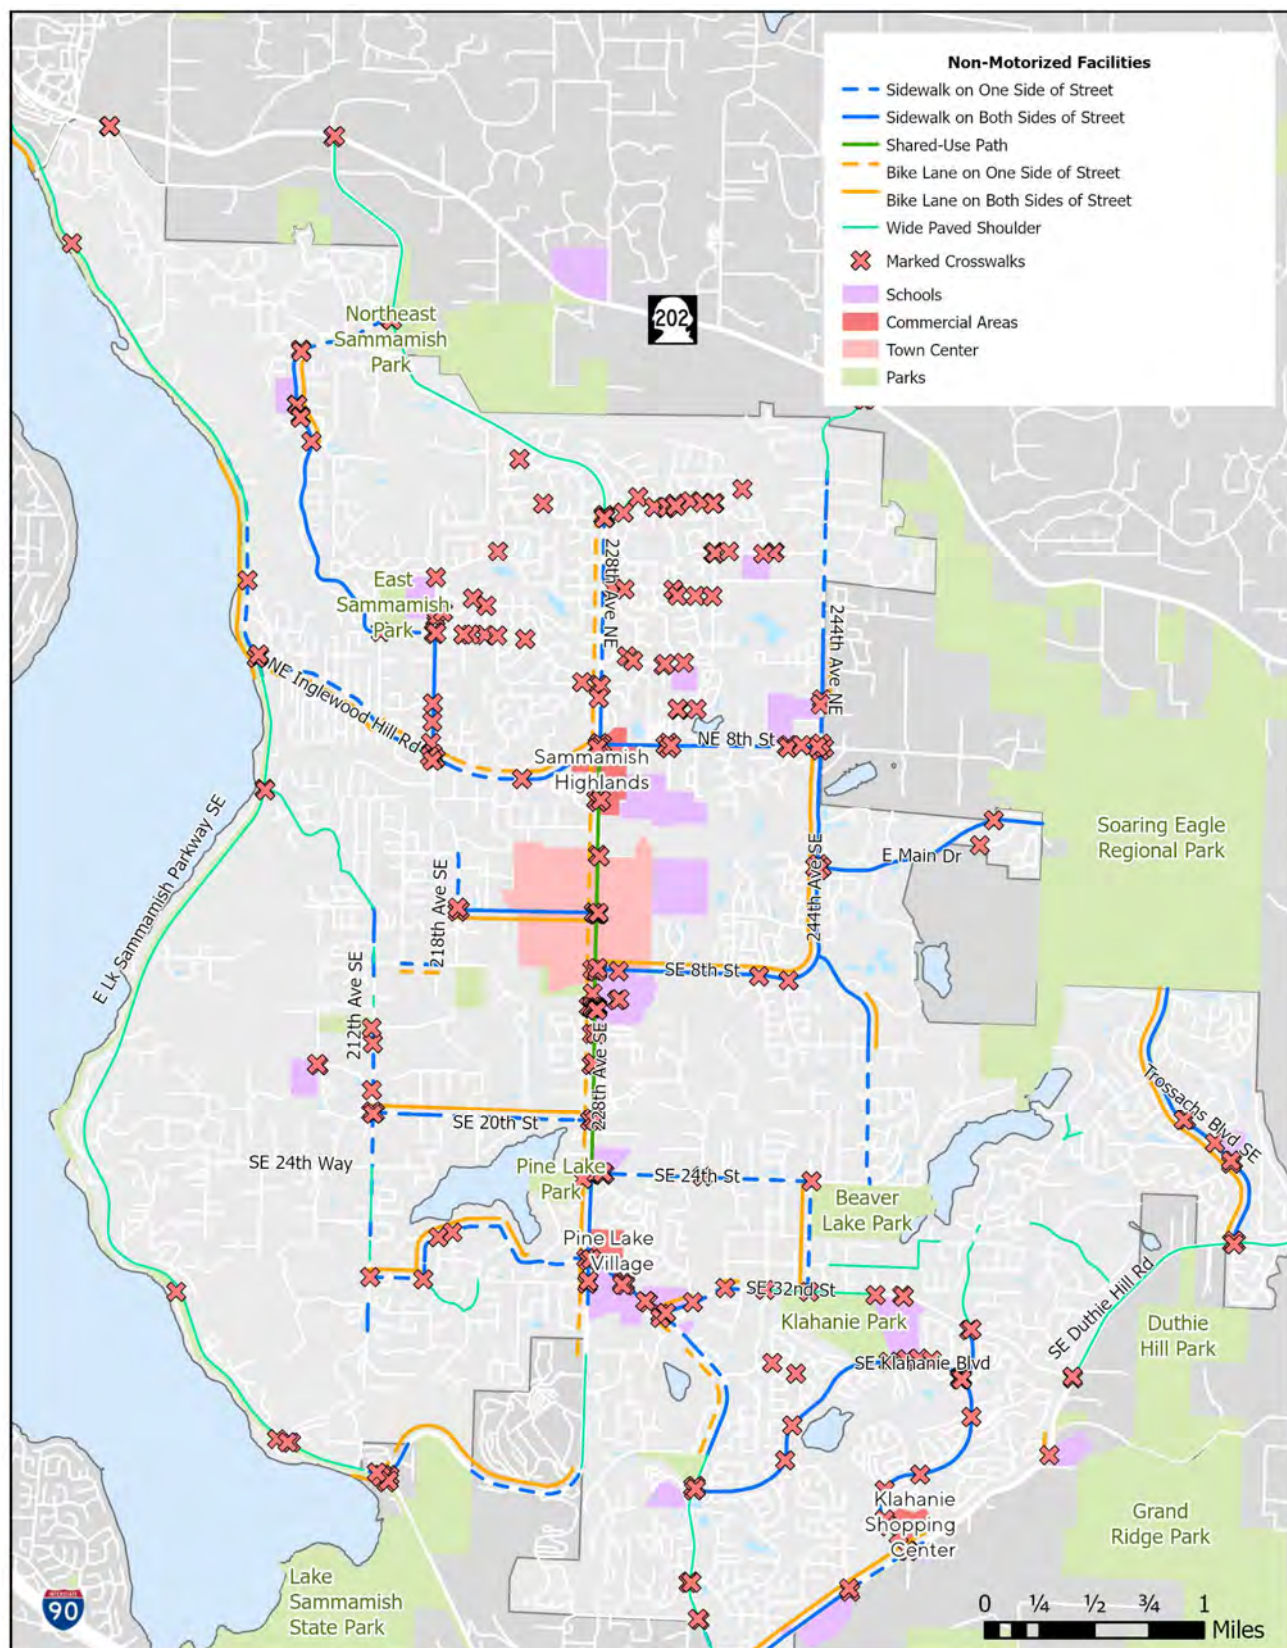 Non-Motorized Facilities
Sidewalk on One Side of Street
Sidewalk on Both Sides of Street
Shared-Use Path
Bike Lane on One Side of Street
Bike Lane on Both Sides of Street
Wide Paved Shoulder
Marked Crosswalks
Schools
Commercial Areas
Town Center
Parks
202
Northeast
Sammamish
Park
228th Ave NE
East
Sammamish
Park
244th Ave NE
NE Inglewood Hill Rd
NE 8th St
Sammamish
Highlands
E Lk Sammamish Parkway SE
Soaring Eagle
Regional Park
E Main Dr
218th Ave SE
244th Ave SE
SE 8th St
212th Ave SE
228th Ave SE
Trossachs Blvd SE
SE 20th St
SE 24th Way
Pine Lake
Park
SE 24th St
Beaver
Lake Park
Pine Lake
Village
SE 32nd St
Klahanie Park
SE Duthie Hill Rd
Duthie
Hill Park
SE Klahanie Blvd
Klahanie
Shopping
Center
Grand
Ridge Park
Lake
Sammamish
State Park
INTERSTATE
90
0 ¼ ½ ¾ 1
Miles